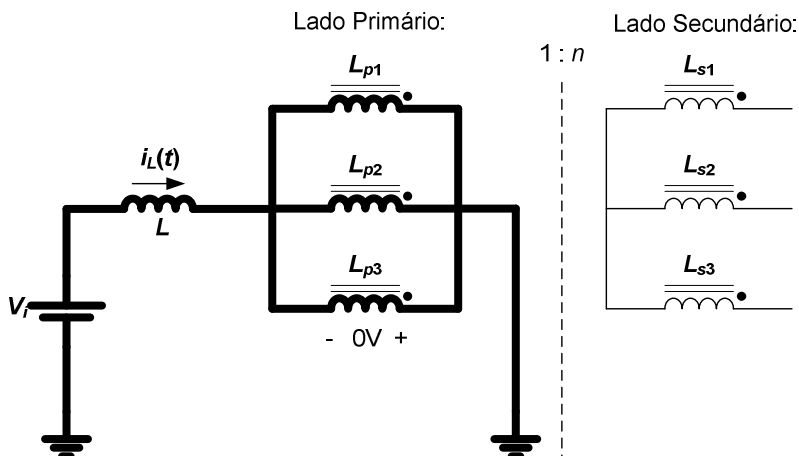 Lado Primário:
Lado Secundário:
1 : n
Lp1
Ls1
iL(t)
Lp2
Ls2
L
Lp3
Ls3
Vi
- 0V +